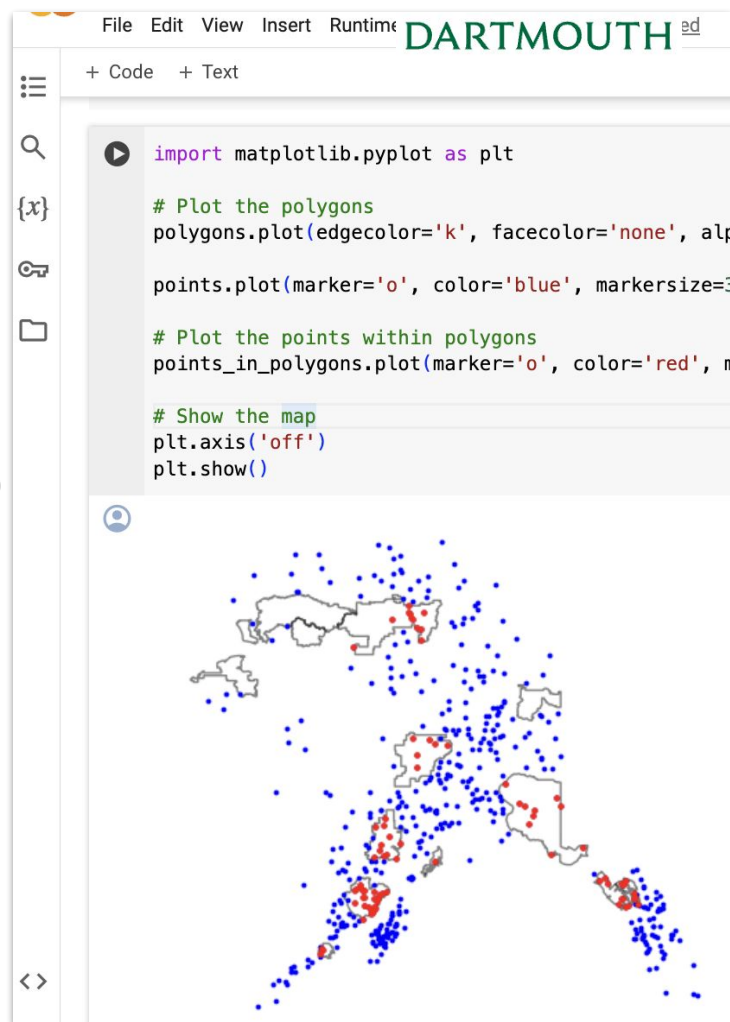 File Edit View Insert Runtime DARTMOUTH ed
+ Code + Text
import matplotlib.pyplot as plt
{x}
# Plot the polygons
polygons.plot(edgecolor='k', facecolor='none', alp
points.plot(marker='o', color='blue', markersize=3
# Plot the points within polygons
points_in_polygons.plot(marker='o', color='red', m
# Show the map
plt.axis('off')
plt.show()
<>